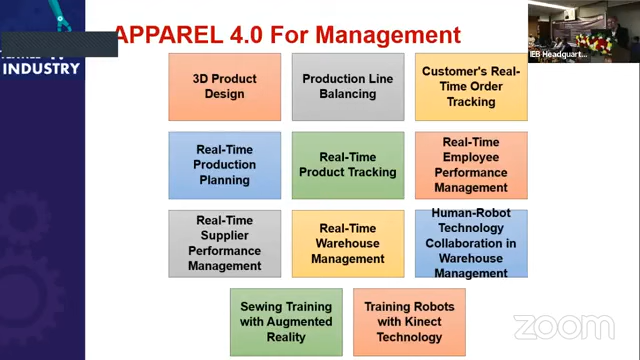 APPAREL 4.0 For Management
INDUSTRY
IEB Headquart...
3D Product
Design
Production Line
Balancing
Customer's Real-
Time Order
Tracking
Real-Time
Production
Planning
Real-Time
Product Tracking
Real-Time
Employee
Performance
Management
Real-Time
Supplier
Performance
Management
Real-Time
Warehouse
Management
Human-Robot
Technology
Collaboration in
Warehouse
Management
Sewing Training
with Augmented
Reality
Training Robots
with Kinect
Technology
zoom